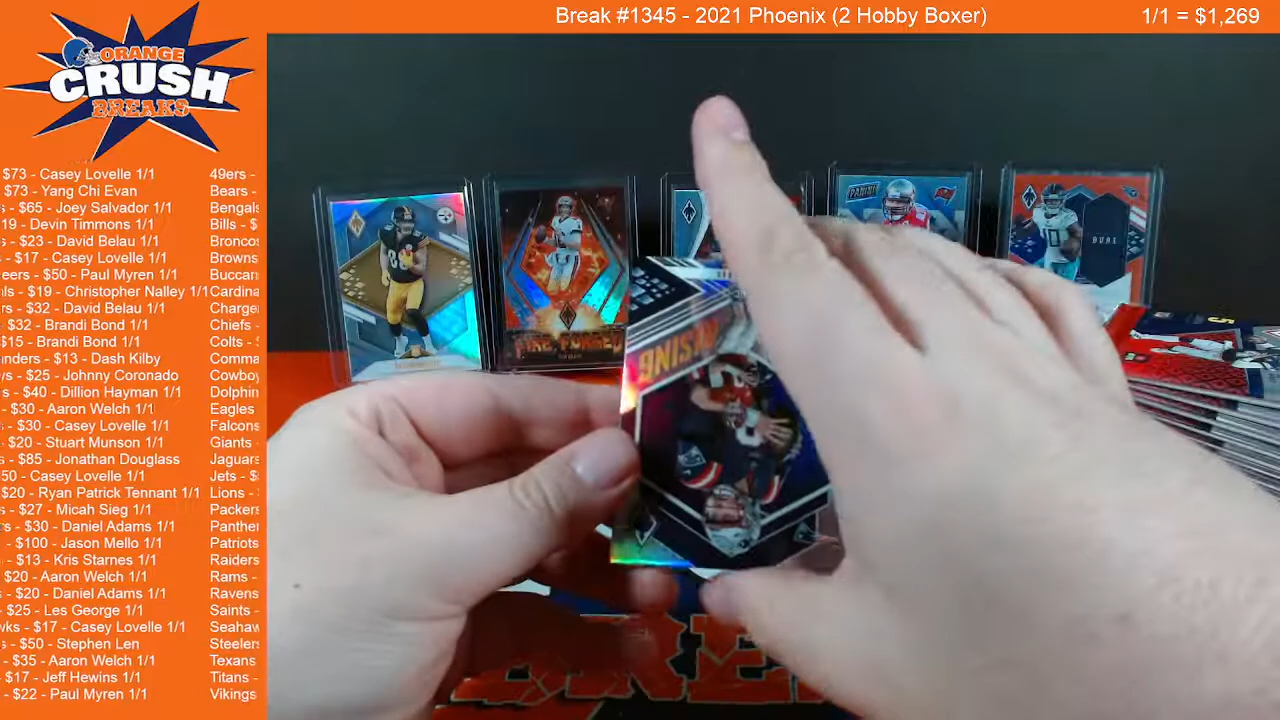 Break #1345 - 2021 Phoenix (2 Hobby Boxer)
1/1 = $1,269
ORANGE
CRUSH
BREAKS
$73 - Casey Lovelle 1/1 49ers -
$73 - Yang Chi Evan Bears -
s - $65 - Joey Salvador 1/1 Bengals
19 - Devin Timmons 1/1 Bills - $
- $23 - David Belau 1/1 Broncos
- $17 - Casey Lovelle 1/1 Browns
eers - $50 - Paul Myren 1/1 Buccan
ls - $19 - Christopher Nalley 1/1 Cardina
rs - $32 - David Belau 1/1 Charge
$32 - Brandi Bond 1/1 Chiefs -
$15 - Brandi Bond 1/1 Colts -
nders - $13 - Dash Kilby Comma
ys - $25 - Johnny Coronado Cowboy
s - $40 - Dillion Hayman 1/1 Dolphin
- $30 - Aaron Welch 1/1 Eagles
- $30 - Casey Lovelle 1/1 Falcons
- $20 - Stuart Munson 1/1 Giants -
s - $85 - Jonathan Douglass Jaguars
50 - Casey Lovelle 1/1 Jets - $
$20 - Ryan Patrick Tennant 1/1 Lions -
- $27 - Micah Sieg 1/1 Packers
rs - $30 - Daniel Adams 1/1 Panther
- $100 - Jason Mello 1/1 Patriots
- $13 - Kris Starnes 1/1 Raiders
$20 - Aaron Welch 1/1 Rams -
- $20 - Daniel Adams 1/1 Ravens
- $25 - Les George 1/1 Saints -
wks - $17 - Casey Lovelle 1/1 Seahaw
s - $50 - Stephen Len Steelers
- $35 - Aaron Welch 1/1 Texans
$17 - Jeff Hewins 1/1 Titans -
- $22 - Paul Myren 1/1 Vikings
PANINI
DUAL
FIRE FORGED
RISING
BREA